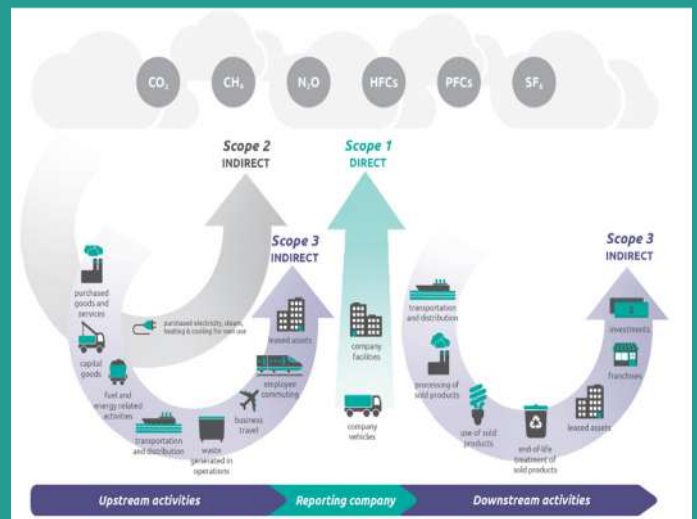 CO₂
CH₄
N₂O
HFCs
PFCs
SF₆
Scope 2
INDIRECT
Scope 1
DIRECT
Scope 3
INDIRECT
Scope 3
INDIRECT
purchased
goods and
services
capital
goods
fuel and
energy related
activities
transportation
and distribution
waste
generated in
operations
business
travel
employee
commuting
leased assets
purchased electricity, steam,
heating & cooling for own use
company
facilities
company
vehicles
transportation
and distribution
processing of
sold products
use of sold
products
end-of-life
treatment of
sold products
leased assets
franchises
investments
Upstream activities
Reporting company
Downstream activities